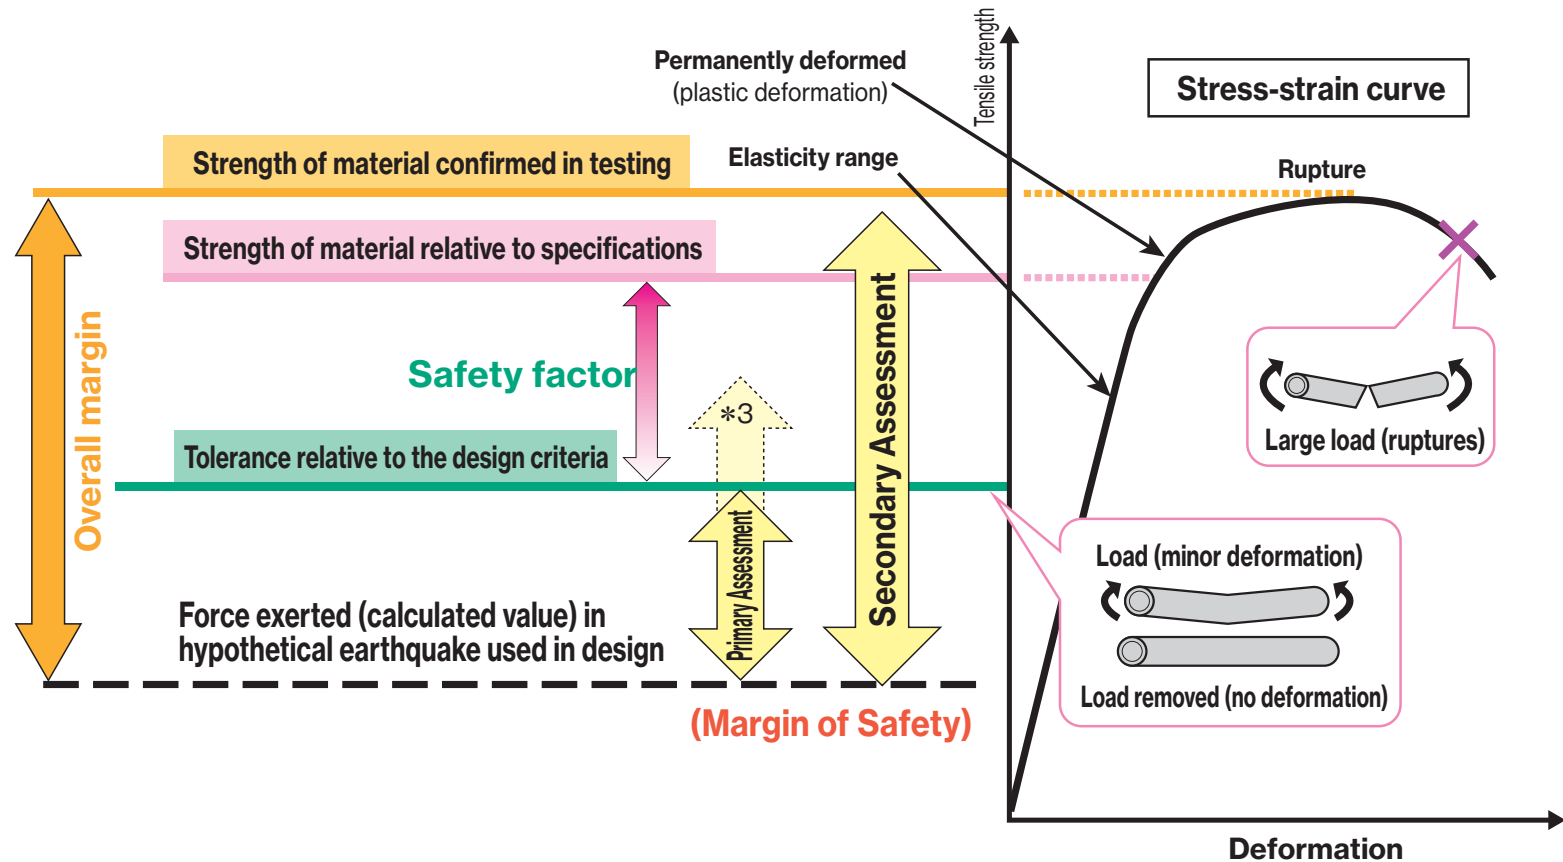 Tensile strength
Permanently deformed
(plastic deformation)
Stress-strain curve
Strength of material confirmed in testing
Elasticity range
Rupture
Strength of material relative to specifications
Overall margin
Safety factor
*3
Secondary Assessment
Large load (ruptures)
Tolerance relative to the design criteria
Primary Assessment
Load (minor deformation)
Force exerted (calculated value) in
hypothetical earthquake used in design
Load removed (no deformation)
(Margin of Safety)
Deformation